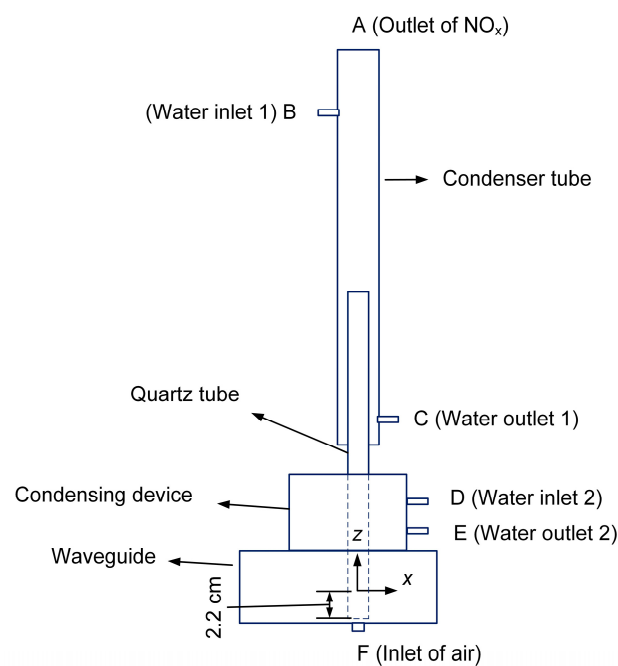 A (Outlet of NOₓ)
(Water inlet 1) B
Condenser tube
Quartz tube
C (Water outlet 1)
Condensing device
D (Water inlet 2)
E (Water outlet 2)
z
Waveguide
x
2.2 cm
F (Inlet of air)